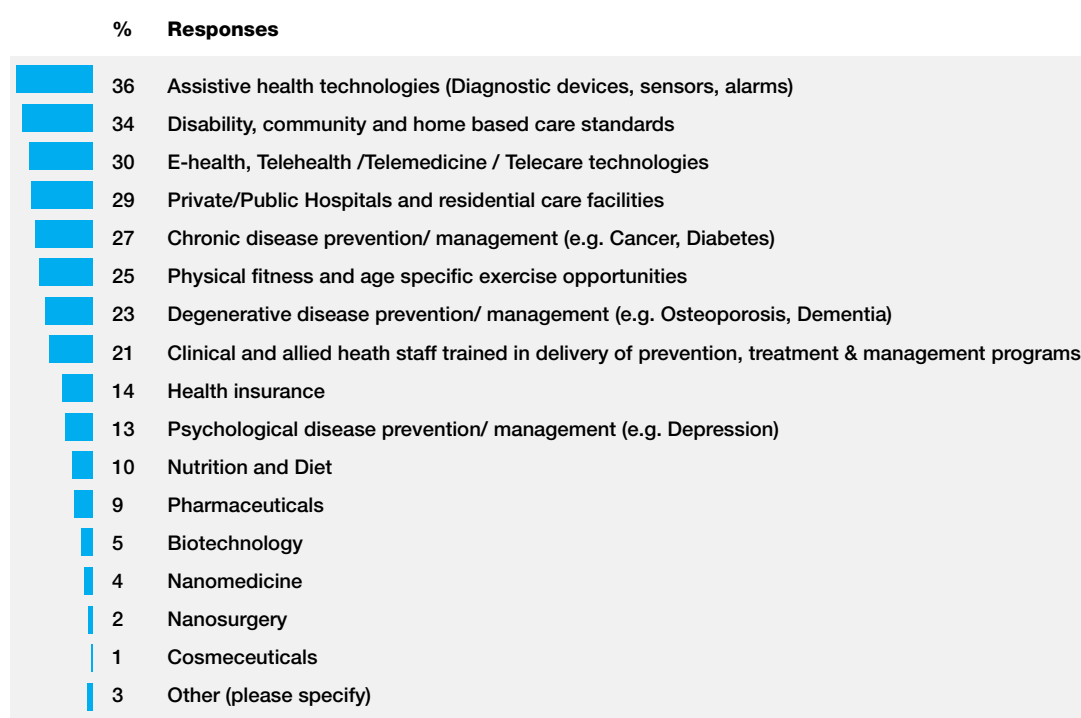 % Responses
36 Assistive health technologies (Diagnostic devices, sensors, alarms)
34 Disability, community and home based care standards
30 E-health, Telehealth /Telemedicine / Telecare technologies
29 Private/Public Hospitals and residential care facilities
27 Chronic disease prevention/ management (e.g. Cancer, Diabetes)
25 Physical fitness and age specific exercise opportunities
23 Degenerative disease prevention/ management (e.g. Osteoporosis, Dementia)
21 Clinical and allied heath staff trained in delivery of prevention, treatment & management programs
14 Health insurance
13 Psychological disease prevention/ management (e.g. Depression)
10 Nutrition and Diet
9 Pharmaceuticals
5 Biotechnology
4 Nanomedicine
2 Nanosurgery
1 Cosmeceuticals
3 Other (please specify)